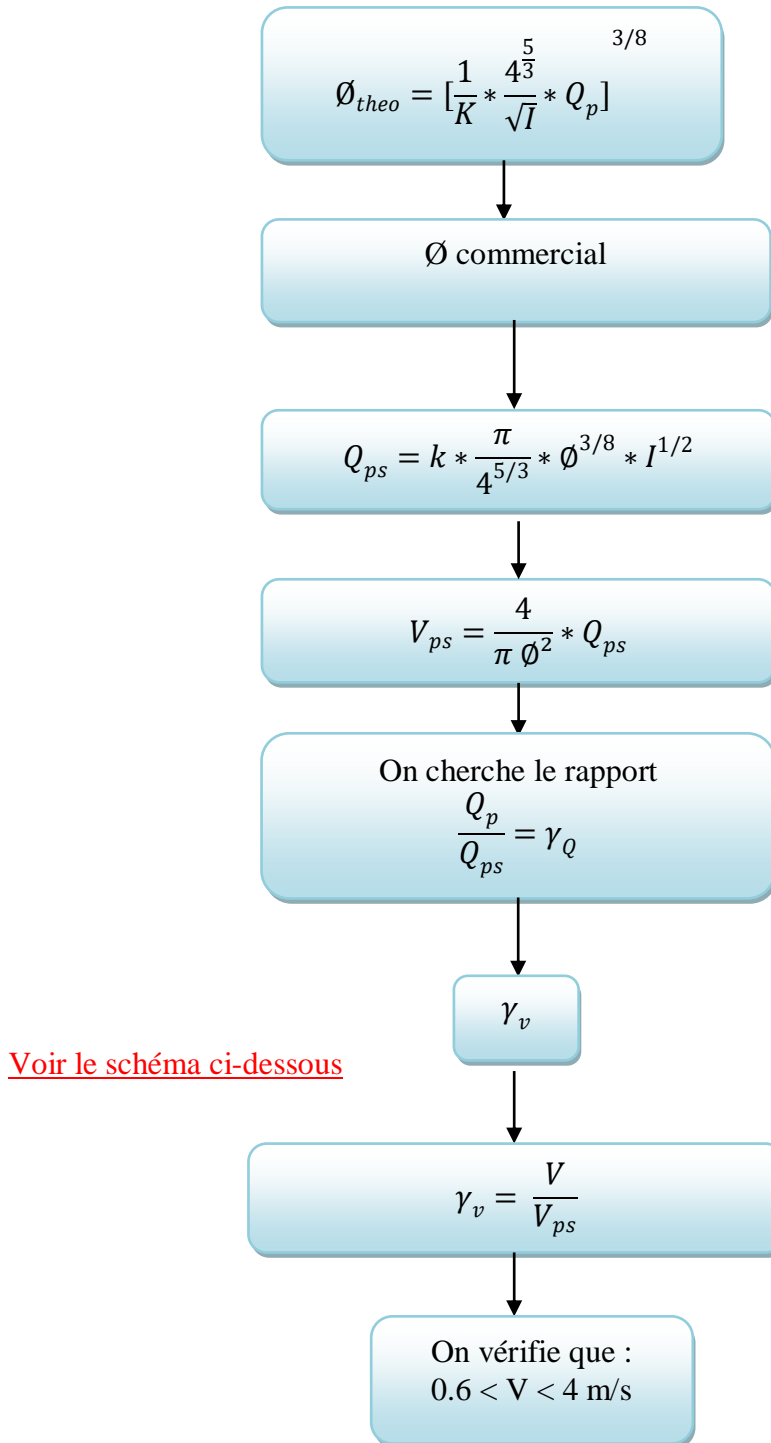 Ø_theo = [1/K * 4^(5/3)/√I * Q_p]^3/8
Ø commercial
Q_ps = k * π/4^(5/3) * Ø^(3/8) * I^(1/2)
V_ps = 4/(π Ø²) * Q_ps
On cherche le rapport
Q_p/Q_ps = γ_Q
γ_v
Voir le schéma ci-dessous
γ_v = V/V_ps
On vérifie que :
0.6 < V < 4 m/s